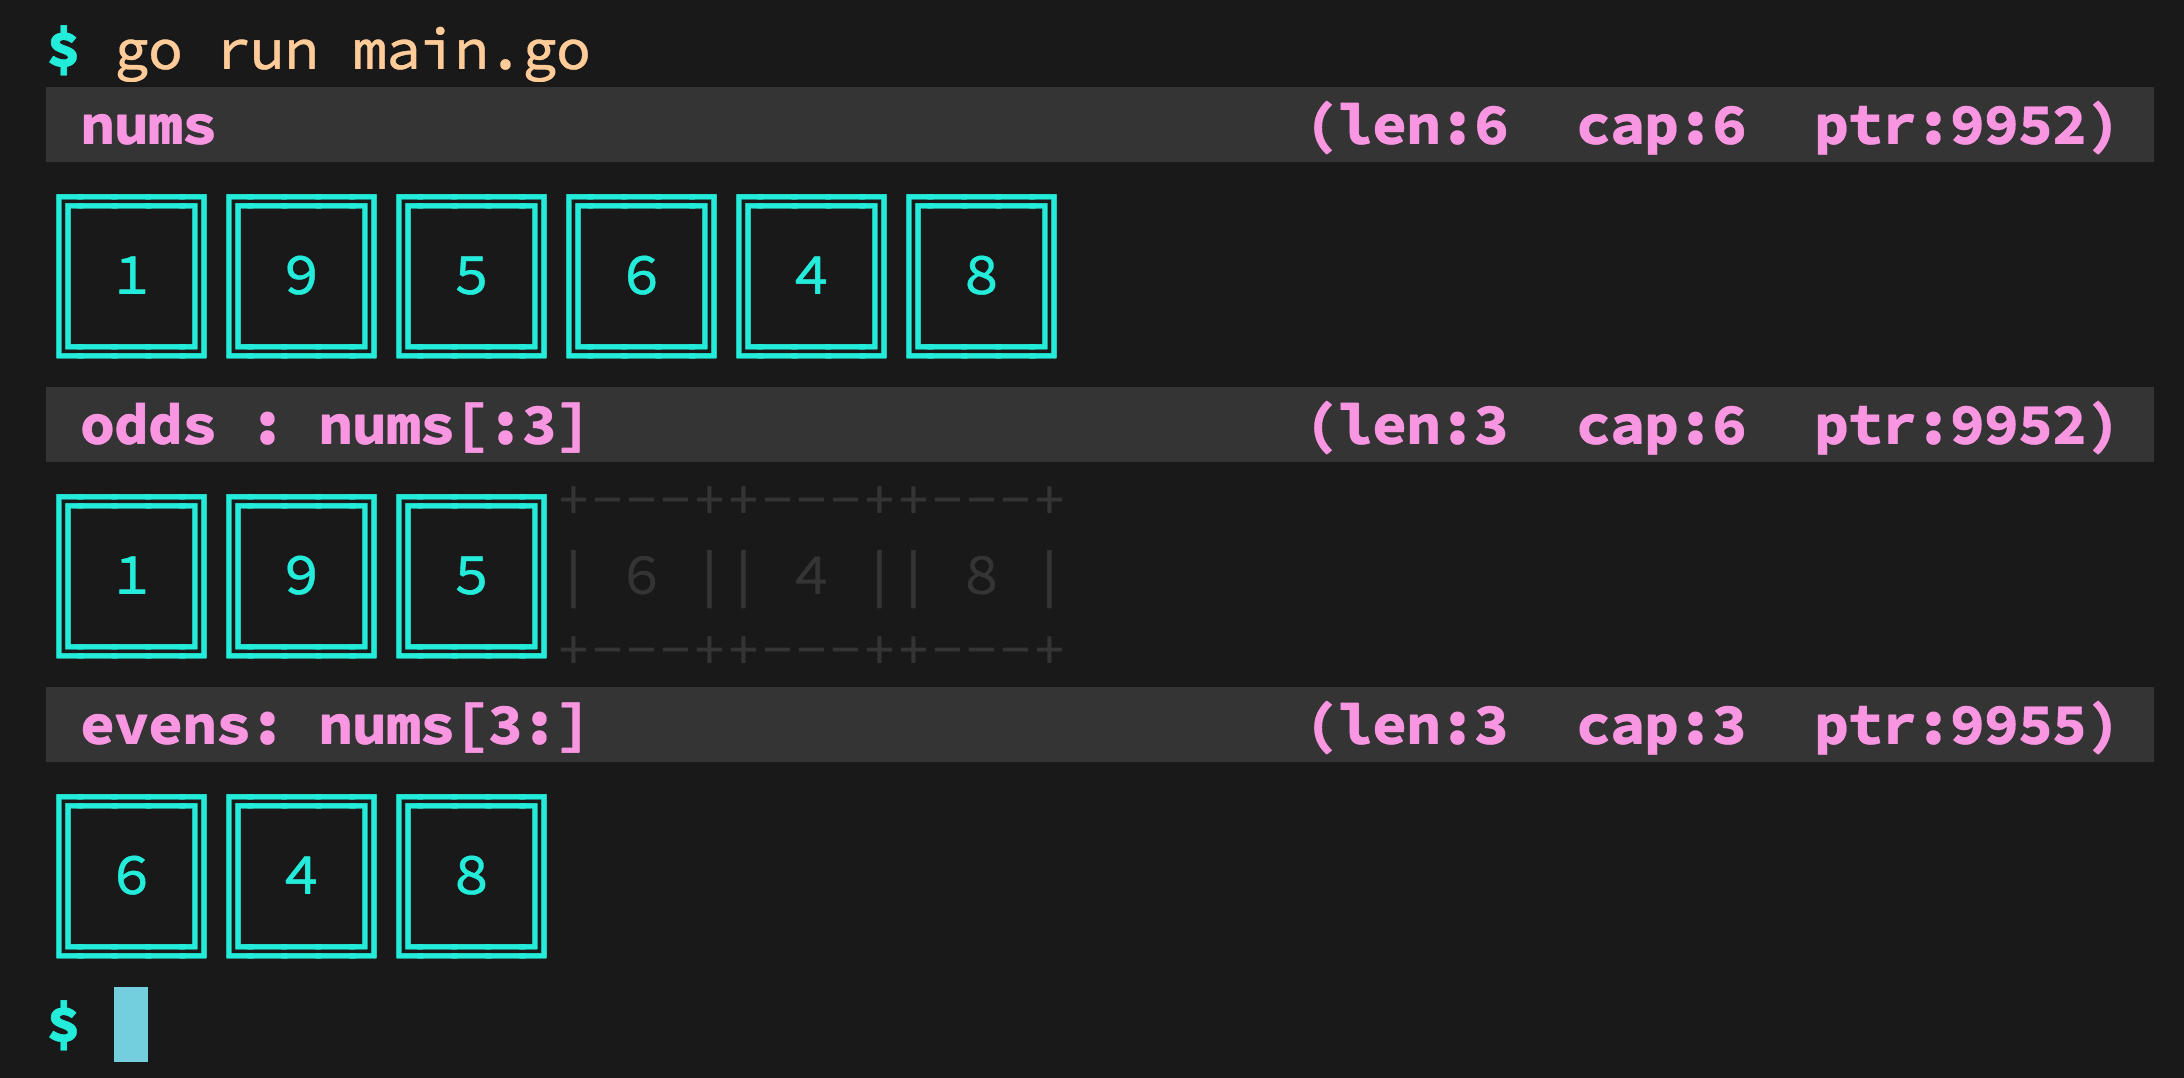 $ go run main.go
nums (len:6 cap:6 ptr:9952)
1 9 5 6 4 8
odds : nums[:3] (len:3 cap:6 ptr:9952)
+---++---++---+
1 9 5 | 6 || 4 || 8 |
+---++---++---+
evens: nums[3:] (len:3 cap:3 ptr:9955)
6 4 8
$